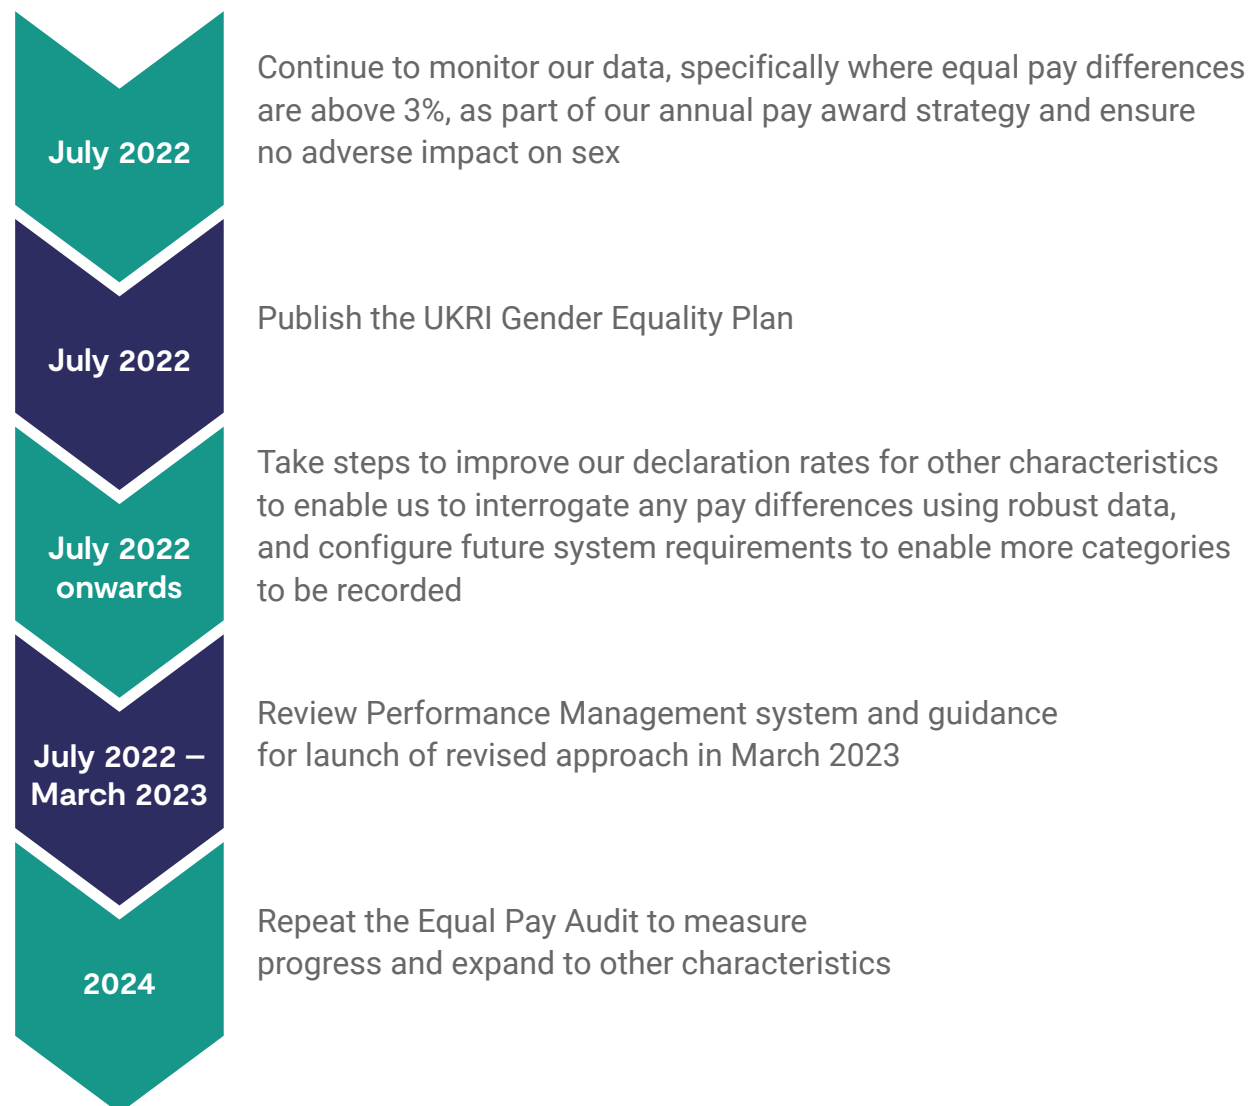 July 2022
Continue to monitor our data, specifically where equal pay differences
are above 3%, as part of our annual pay award strategy and ensure
no adverse impact on sex
July 2022
Publish the UKRI Gender Equality Plan
July 2022
onwards
Take steps to improve our declaration rates for other characteristics
to enable us to interrogate any pay differences using robust data,
and configure future system requirements to enable more categories
to be recorded
July 2022 –
March 2023
Review Performance Management system and guidance
for launch of revised approach in March 2023
2024
Repeat the Equal Pay Audit to measure
progress and expand to other characteristics